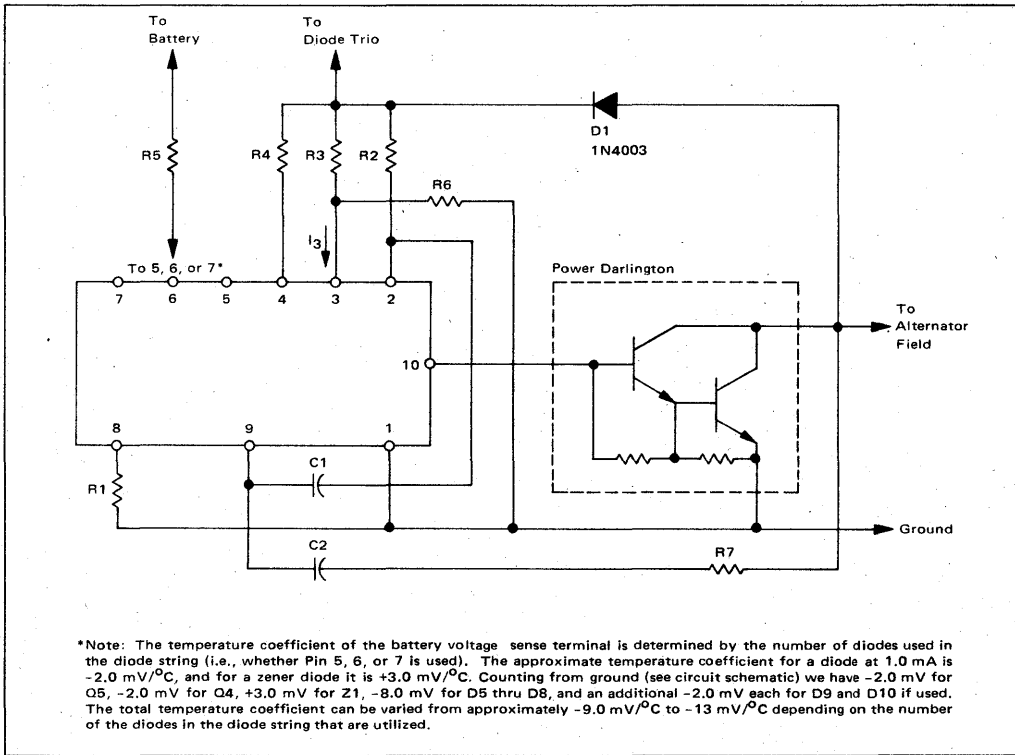 To
Battery
To
Diode Trio
D1
1N4003
R5
R4
R3
R2
R6
I3
To 5, 6, or 7*
7
6
5
4
3
2
Power Darlington
To
Alternator
Field
10
8
9
1
R1
C1
C2
R7
Ground
*Note: The temperature coefficient of the battery voltage sense terminal is determined by the number of diodes used in
the diode string (i.e., whether Pin 5, 6, or 7 is used). The approximate temperature coefficient for a diode at 1.0 mA is
-2.0 mV/°C, and for a zener diode it is +3.0 mV/°C. Counting from ground (see circuit schematic) we have -2.0 mV for
Q5, -2.0 mV for Q4, +3.0 mV for Z1, -8.0 mV for D5 thru D8, and an additional -2.0 mV each for D9 and D10 if used.
The total temperature coefficient can be varied from approximately -9.0 mV/°C to -13 mV/°C depending on the number
of the diodes in the diode string that are utilized.